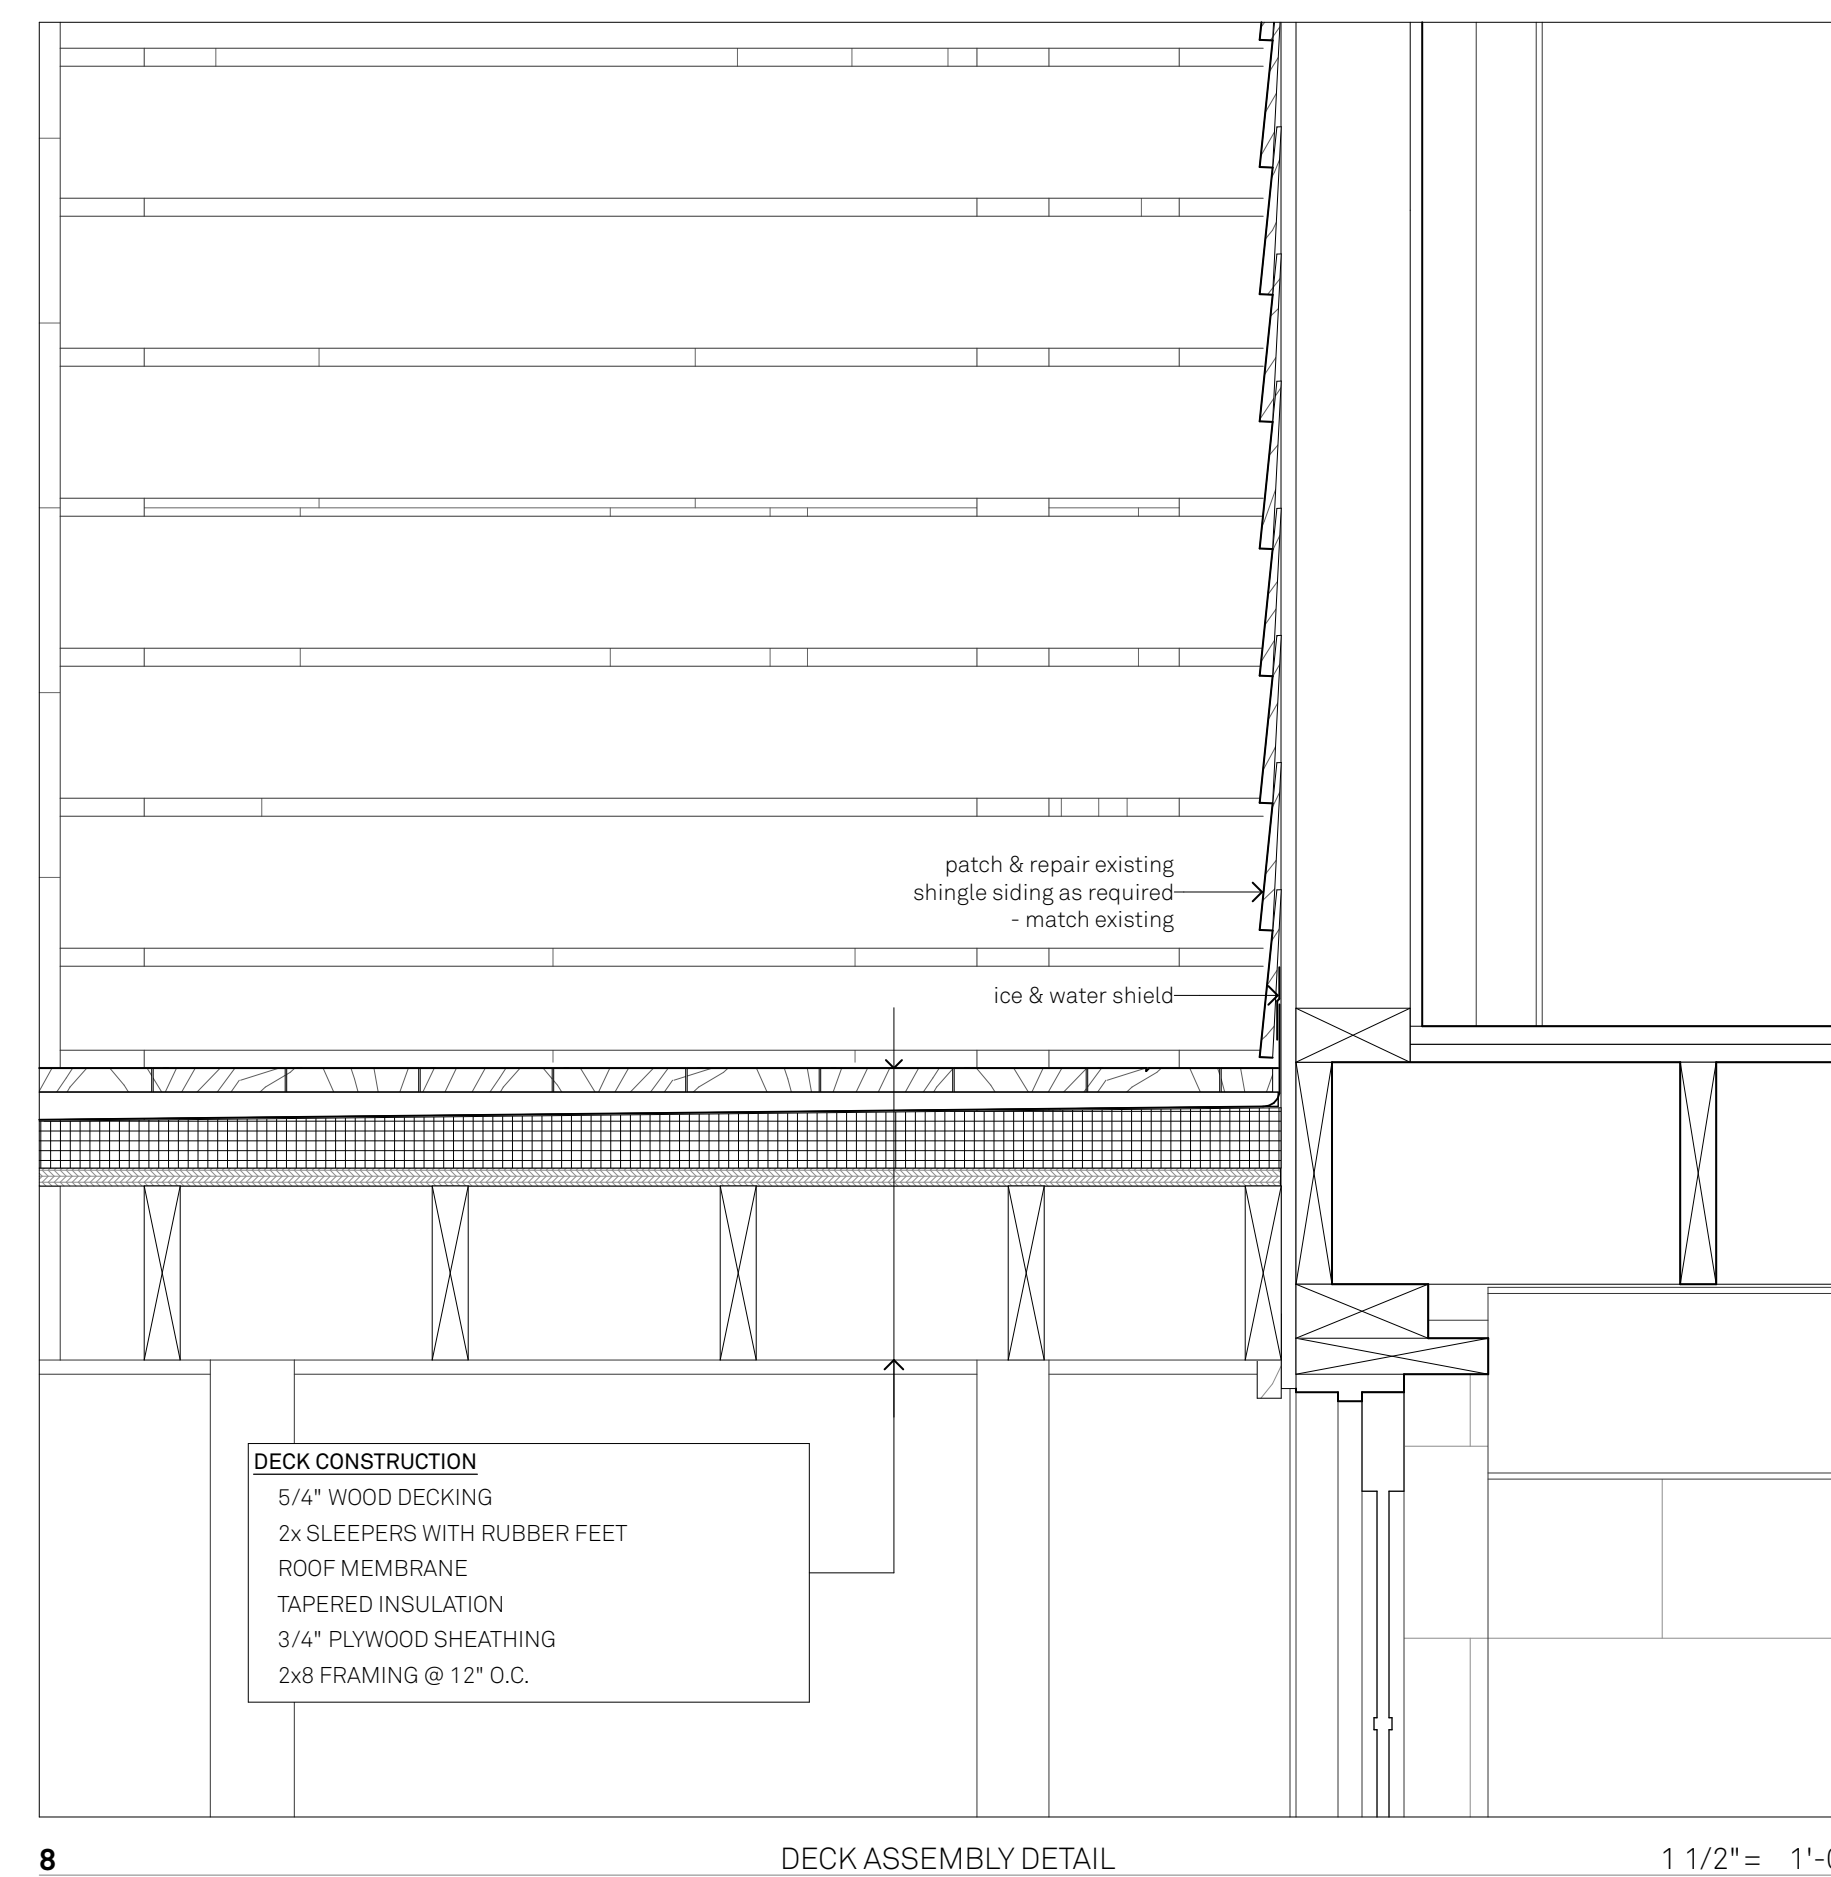 patch & repair existing
shingle siding as required
- match existing
ice & water shield
DECK CONSTRUCTION
5/4" WOOD DECKING
2x SLEEPERS WITH RUBBER FEET
ROOF MEMBRANE
TAPERED INSULATION
3/4" PLYWOOD SHEATHING
2x8 FRAMING @ 12" O.C.
8 DECK ASSEMBLY DETAIL 1 1/2"= 1'-